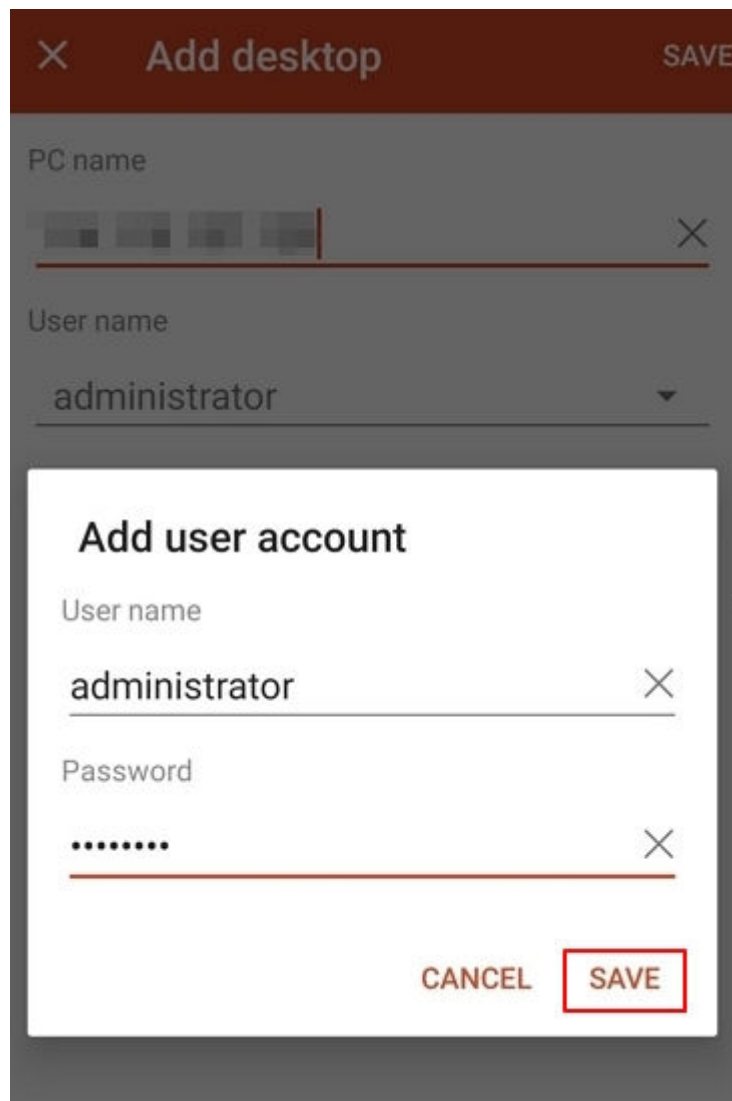 Add desktop
SAVE
PC name
User name
administrator
Add user account
User name
administrator
Password
•••••••••
CANCEL
SAVE